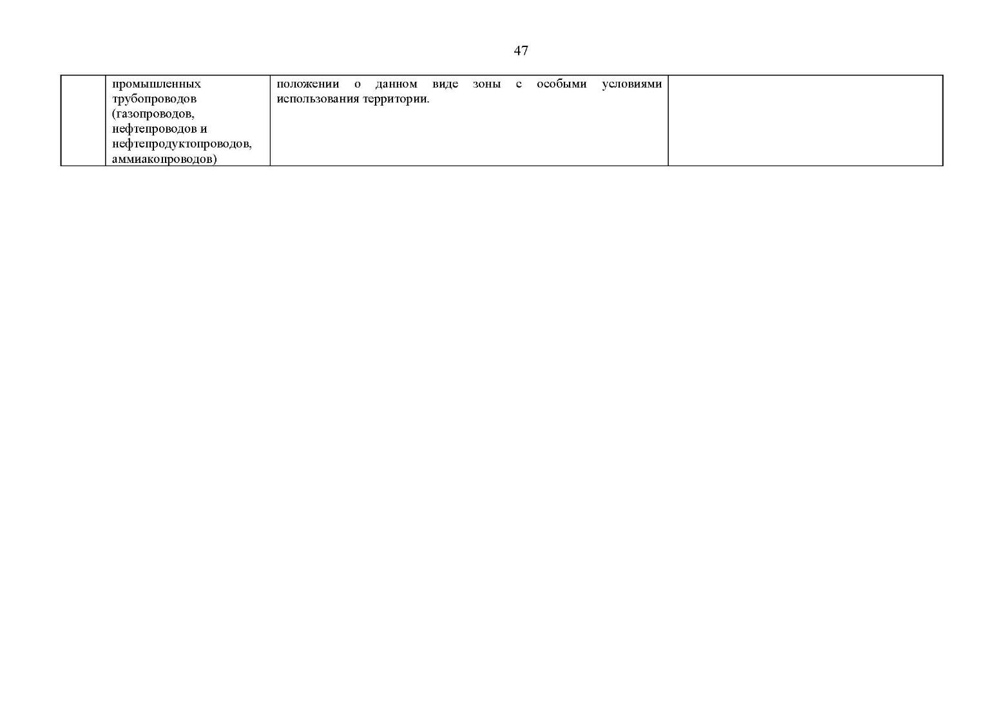 47
промышленных
трубопроводов
(газопроводов,
нефтепроводов и
нефтепродуктопроводов,
аммиакопроводов)
положении о данном виде зоны с особыми условиями
использования территории.